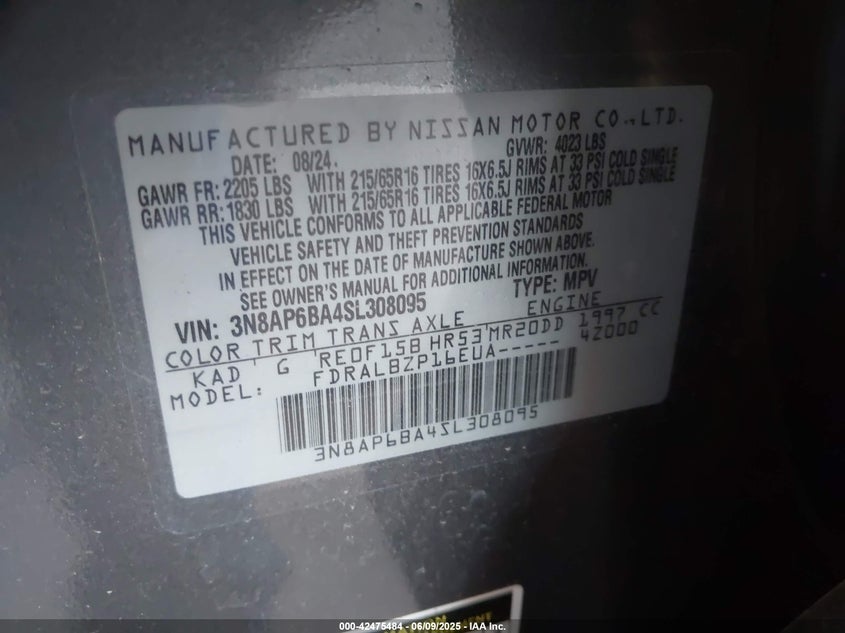 MANUFACTURED BY NISSAN MOTOR CO., LTD.
DATE: 08/24. GVWR: 4023 LBS
GAWR FR: 2205 LBS WITH 215/65R16 TIRES 16X6.5J RIMS AT 33 PSI COLD SINGLE
GAWR RR: 1830 LBS WITH 215/65R16 TIRES 16X6.5J RIMS AT 33 PSI COLD SINGLE
THIS VEHICLE CONFORMS TO ALL APPLICABLE FEDERAL MOTOR
VEHICLE SAFETY AND THEFT PREVENTION STANDARDS
IN EFFECT ON THE DATE OF MANUFACTURE SHOWN ABOVE.
SEE OWNER'S MANUAL FOR ADDITIONAL INFORMATION.
VIN: 3N8AP6BA4SL308095 TYPE: MPV
COLOR TRIM TRANS AXLE ENGINE
KAD G RE0F15B HR53 MR20DD 1997 CC
MODEL: FDRALBZP16EUA----- 4Z000
3N8AP6BA4SL308095
000-42475484 - 06/09/2025 - IAA Inc.